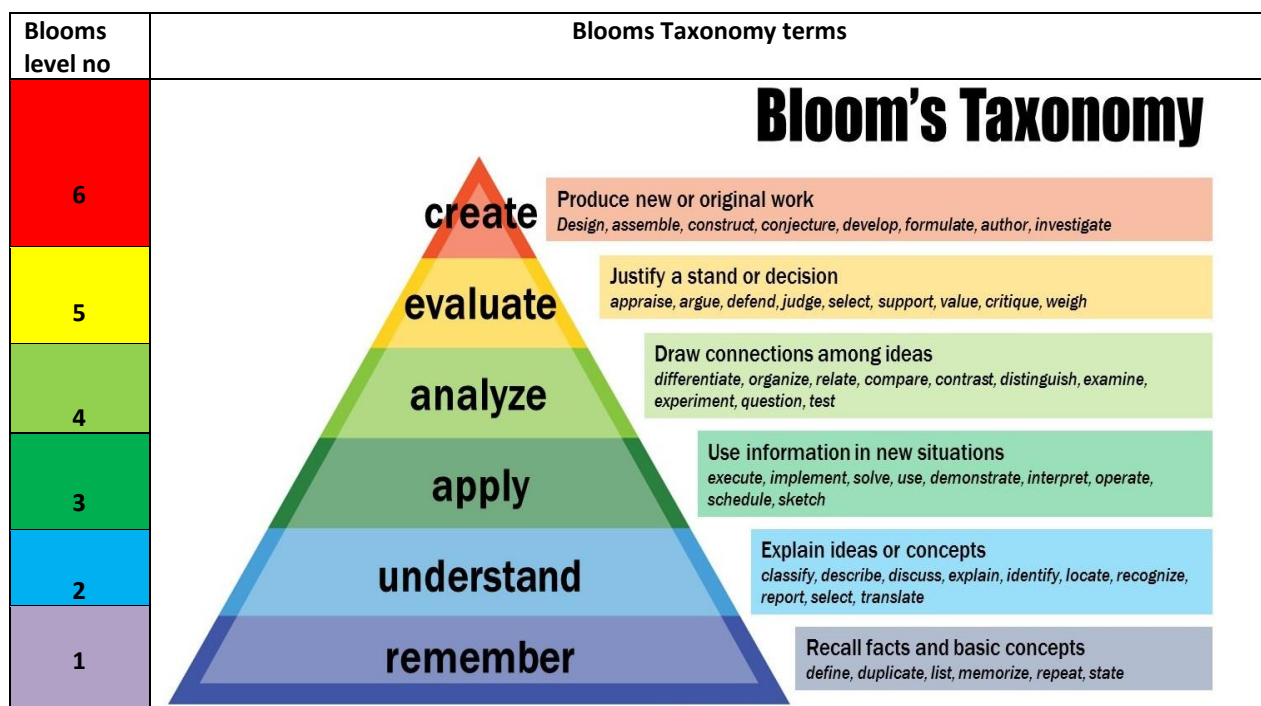 Blooms
level no
Blooms Taxonomy terms
Bloom's Taxonomy
6
create
Produce new or original work
Design, assemble, construct, conjecture, develop, formulate, author, investigate
5
evaluate
Justify a stand or decision
appraise, argue, defend, judge, select, support, value, critique, weigh
4
analyze
Draw connections among ideas
differentiate, organize, relate, compare, contrast, distinguish, examine,
experiment, question, test
3
apply
Use information in new situations
execute, implement, solve, use, demonstrate, interpret, operate,
schedule, sketch
2
understand
Explain ideas or concepts
classify, describe, discuss, explain, identify, locate, recognize,
report, select, translate
1
remember
Recall facts and basic concepts
define, duplicate, list, memorize, repeat, state